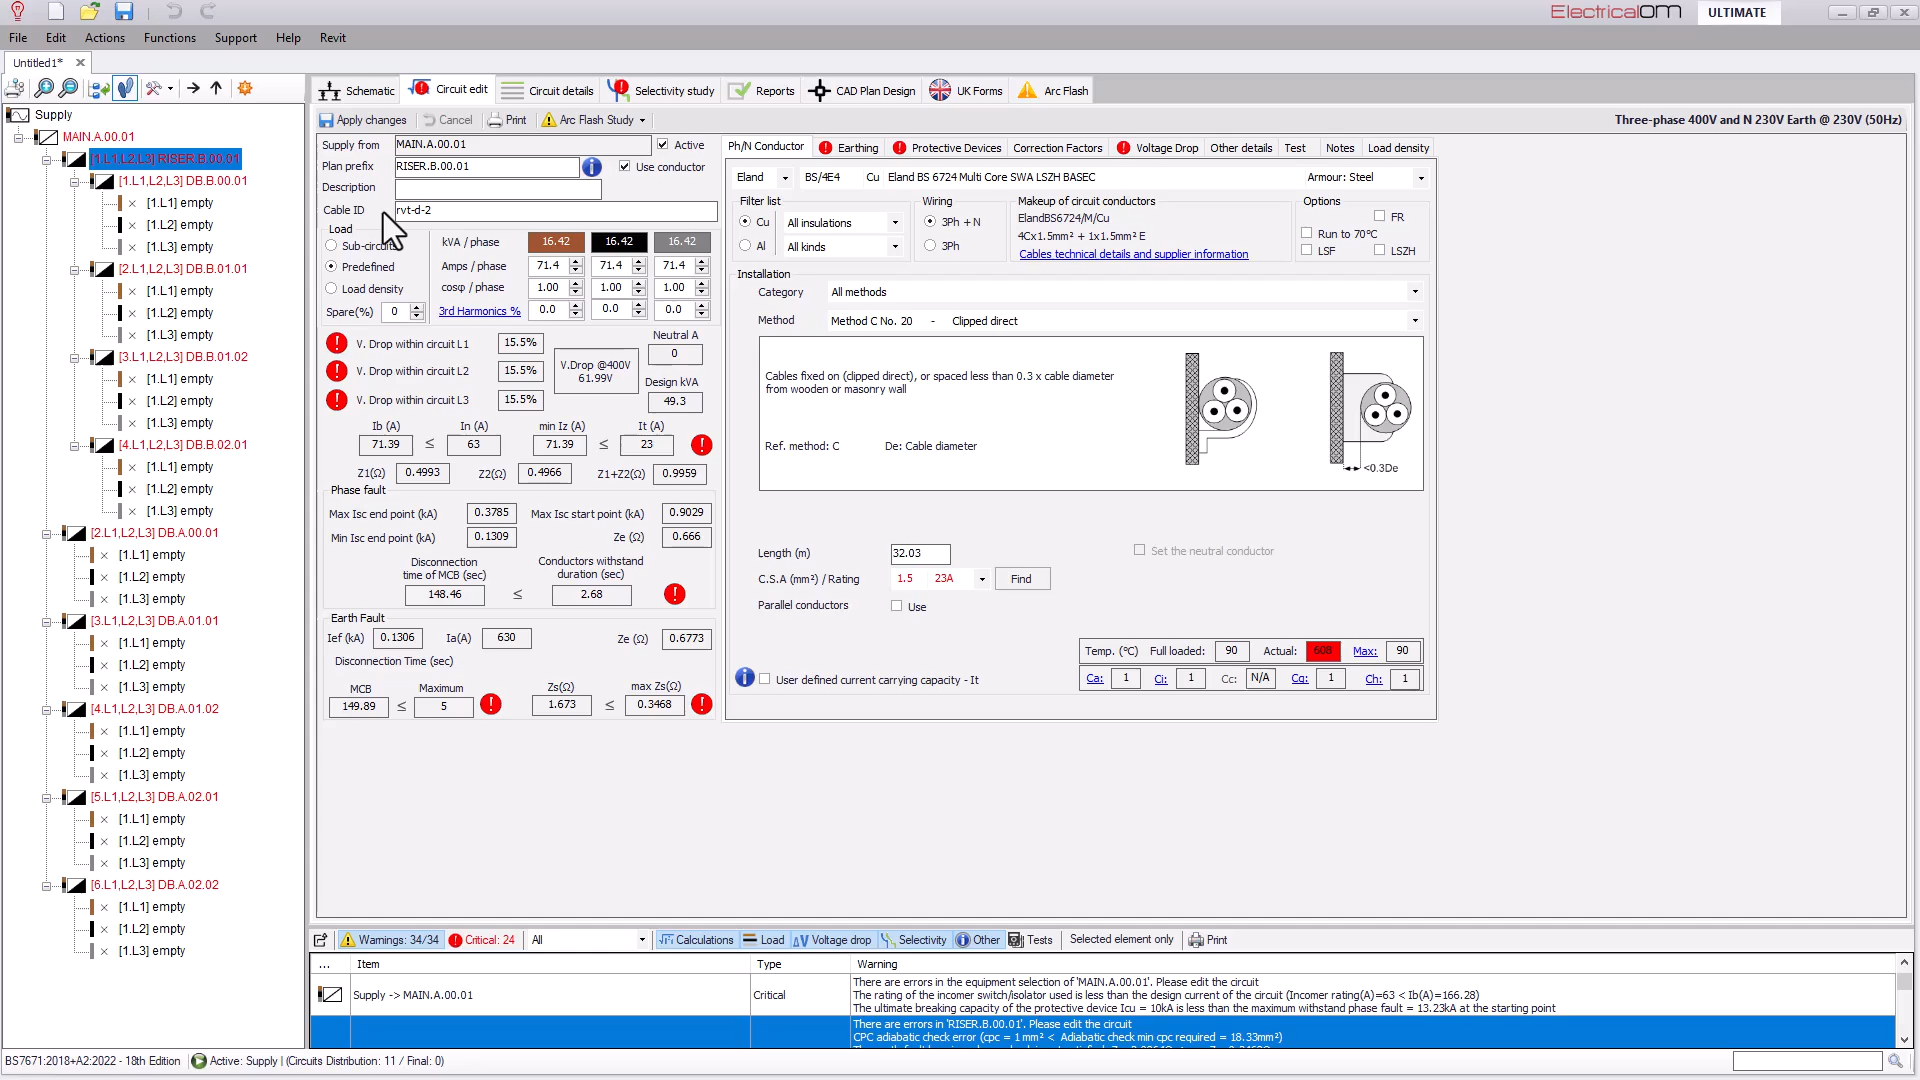 ElectricalOM ULTIMATE
File Edit Actions Functions Support Help Revit
Untitled1*
Schematic Circuit edit Circuit details Selectivity study Reports CAD Plan Design UK Forms Arc Flash
Apply changes Cancel Print Arc Flash Study Three-phase 400V and N 230V Earth @ 230V (50Hz)
Supply
MAIN.A.00.01
[1.L1,L2,L3] RISER.B.00.01
[1.L1,L2,L3] DB.B.00.01
[1.L1] empty
[1.L2] empty
[1.L3] empty
[2.L1,L2,L3] DB.B.01.01
[1.L1] empty
[1.L2] empty
[1.L3] empty
[3.L1,L2,L3] DB.B.01.02
[1.L1] empty
[1.L2] empty
[1.L3] empty
[4.L1,L2,L3] DB.B.02.01
[1.L1] empty
[1.L2] empty
[1.L3] empty
[2.L1,L2,L3] DB.A.00.01
[1.L1] empty
[1.L2] empty
[1.L3] empty
[3.L1,L2,L3] DB.A.01.01
[1.L1] empty
[1.L2] empty
[1.L3] empty
[4.L1,L2,L3] DB.A.01.02
[1.L1] empty
[1.L2] empty
[1.L3] empty
[5.L1,L2,L3] DB.A.02.01
[1.L1] empty
[1.L2] empty
[1.L3] empty
[6.L1,L2,L3] DB.A.02.02
[1.L1] empty
[1.L2] empty
[1.L3] empty
Supply from MAIN.A.00.01 Active
Plan prefix RISER.B.00.01 Use conductor
Description
Cable ID rvt-d-2
Load
Predefined
Load density
Spare(%) 0
kVA / phase 16.42 16.42 16.42
Amps / phase 71.4 71.4 71.4
cosφ / phase 1.00 1.00 1.00
3rd Harmonics % 0.0 0.0 0.0
V. Drop within circuit L1 15.5%
V. Drop within circuit L2 15.5%
V. Drop within circuit L3 15.5%
V.Drop @400V
61.99V
Neutral A
0
Design kVA
49.3
Ib (A) In (A) min Iz (A) It (A)
71.39 ≤ 63 71.39 ≤ 23
Z1(Ω) 0.4993 Z2(Ω) 0.4966 Z1+Z2(Ω) 0.9959
Phase fault
Max Isc end point (kA) 0.3785 Max Isc start point (kA) 0.9029
Min Isc end point (kA) 0.1309 Ze (Ω) 0.666
Disconnection
time of MCB (sec)
Conductors withstand
duration (sec)
148.46 ≤ 2.68
Earth Fault
Ief (kA) 0.1306 Ia(A) 630 Ze (Ω) 0.6773
Disconnection Time (sec)
MCB Maximum Zs(Ω) max Zs(Ω)
149.89 ≤ 5 1.673 ≤ 0.3468
Ph/N Conductor Earthing Protective Devices Correction Factors Voltage Drop Other details Test Notes Load density
Eland BS/4E4 Cu Eland BS 6724 Multi Core SWA LSZH BASEC Armour: Steel
Filter list
Cu All insulations
Al All kinds
Wiring
3Ph + N
3Ph
Makeup of circuit conductors
ElandBS6724/M/Cu
4Cx1.5mm² + 1x1.5mm² E
Cables technical details and supplier information
Options
FR
Run to 70°C
LSF LSZH
Installation
Category All methods
Method Method C No. 20 - Clipped direct
Cables fixed on (clipped direct), or spaced less than 0.3 x cable diameter
from wooden or masonry wall
Ref. method: C De: Cable diameter
<0.3De
Length (m) 32.03 Set the neutral conductor
C.S.A (mm²) / Rating 1.5 23A Find
Parallel conductors Use
Temp. (°C) Full loaded: 90 Actual: 608 Max: 90
User defined current carrying capacity - It
Ca: 1 Ci: 1 Cc: N/A Cg: 1 Ch: 1
Warnings: 34/34 Critical: 24 All Calculations Load Voltage drop Selectivity Other Tests Selected element only Print
... Item Type Warning
Supply -> MAIN.A.00.01 Critical
There are errors in the equipment selection of 'MAIN.A.00.01'. Please edit the circuit
The rating of the incomer switch/isolator used is less than the design current of the circuit (Incomer rating(A)=63 < Ib(A)=166.28)
The ultimate breaking capacity of the protective device Icu = 10kA is less than the maximum withstand phase fault = 13.23kA at the starting point
There are errors in 'RISER.B.00.01'. Please edit the circuit
CPC adiabatic check error (cpc = 1 mm² < Adiabatic check min cpc required = 18.33mm²)
BS7671:2018+A2:2022 - 18th Edition Active: Supply | (Circuits Distribution: 11 / Final: 0)